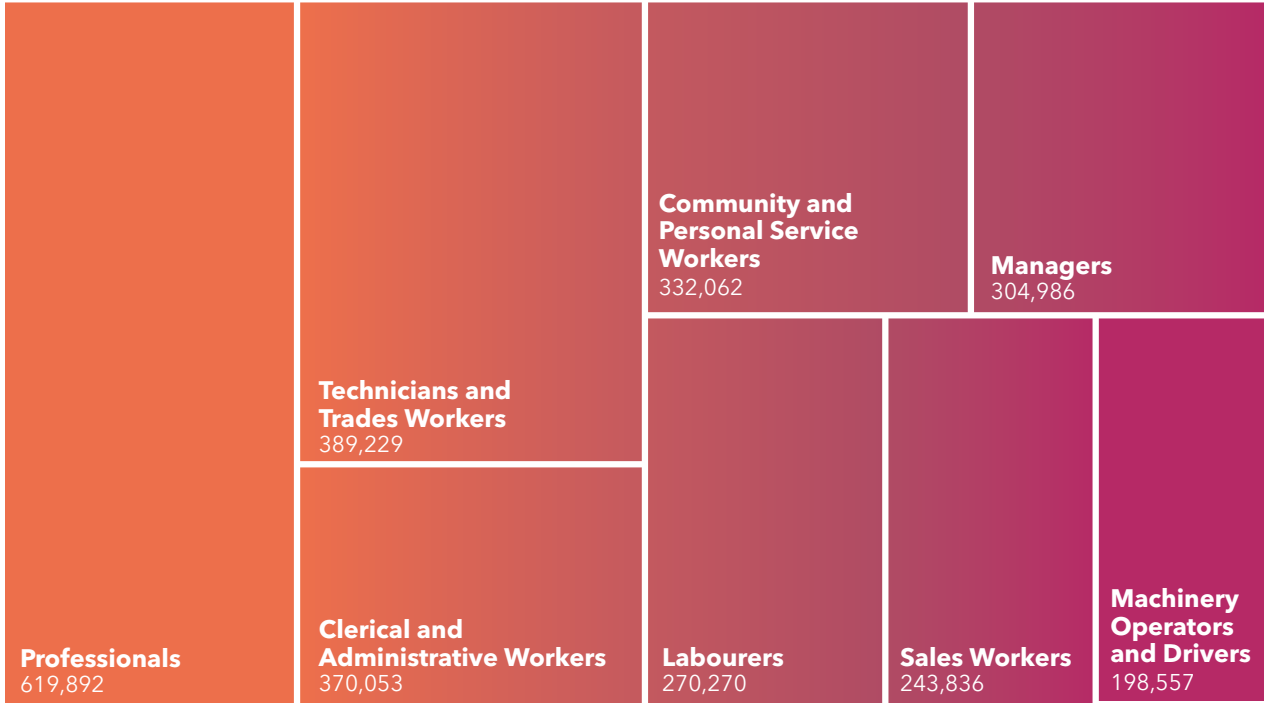 Professionals
619,892
Technicians and
Trades Workers
389,229
Clerical and
Administrative Workers
370,053
Community and
Personal Service
Workers
332,062
Managers
304,986
Labourers
270,270
Sales Workers
243,836
Machinery
Operators
and Drivers
198,557